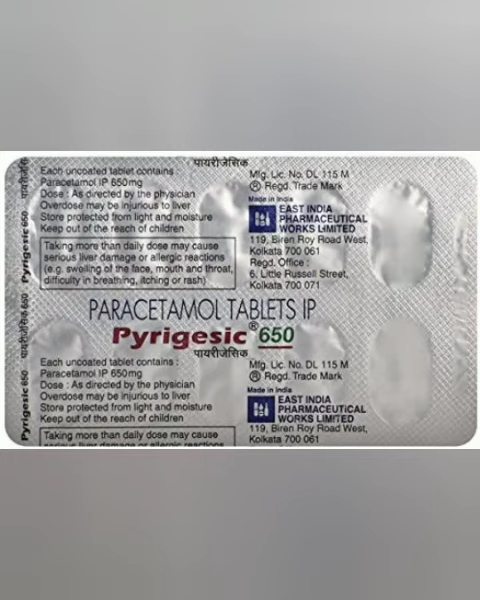 पायरीजेसिक
Each uncoated tablet contains :
Paracetamol IP 650mg
Dose : As directed by the physician
Overdose may be injurious to liver
Store protected from light and moisture
Keep out of the reach of children
Taking more than daily dose may cause
serious liver damage or allergic reactions
(e.g. swelling of the face, mouth and throat,
difficulty in breathing, itching or rash)
Mfg. Lic. No. DL 115 M
® Regd. Trade Mark
Made in India
EAST INDIA
PHARMACEUTICAL
WORKS LIMITED
119, Biren Roy Road West,
Kolkata 700 061
Regd. Office :
6, Little Russell Street,
Kolkata 700 071
PARACETAMOL TABLETS IP
Pyrigesic® 650
पायरीजेसिक
Each uncoated tablet contains :
Paracetamol IP 650mg
Dose : As directed by the physician
Overdose may be injurious to liver
Store protected from light and moisture
Keep out of the reach of children
Taking more than daily dose may cause
serious liver damage or allergic reactions
Mfg. Lic. No. DL 115 M
® Regd. Trade Mark
Made in India
EAST INDIA
PHARMACEUTICAL
WORKS LIMITED
119, Biren Roy Road West,
Kolkata 700 061
Pyrigesic 650 पायरीजेसिक 650 Pyrigesic 650 पायरीजेसिक